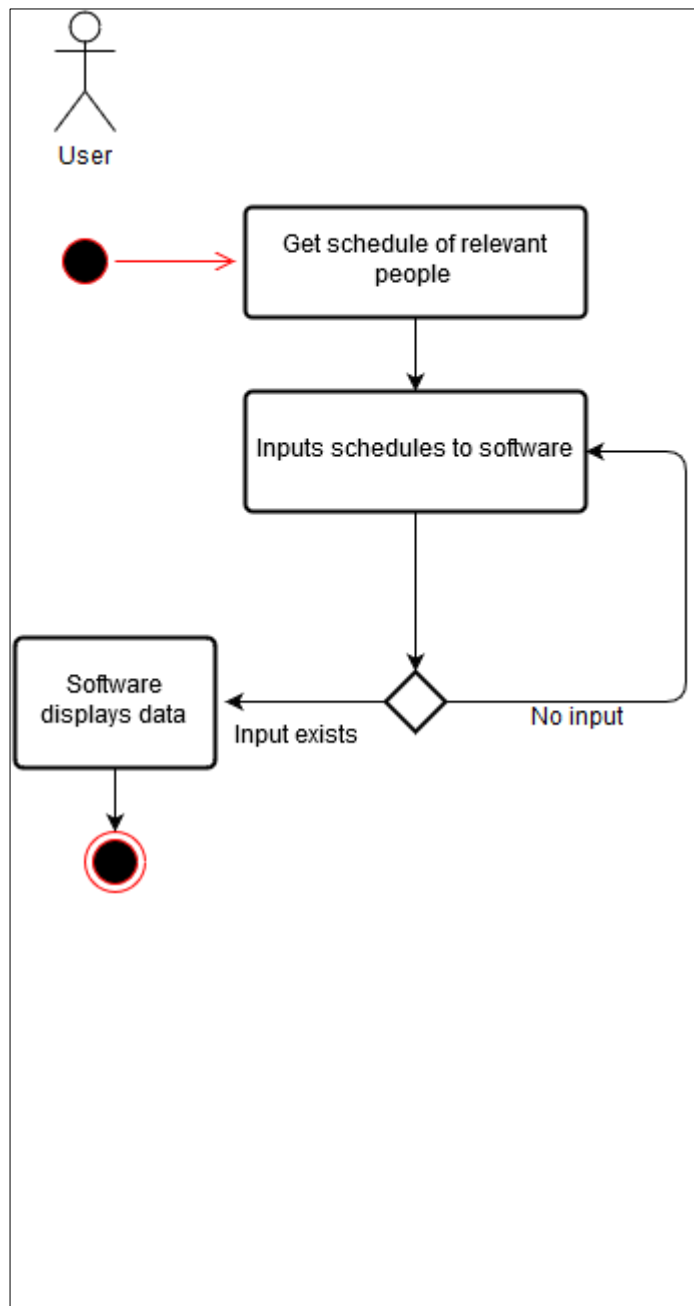 User
Get schedule of relevant
people
Inputs schedules to software
Software
displays data
Input exists
No input